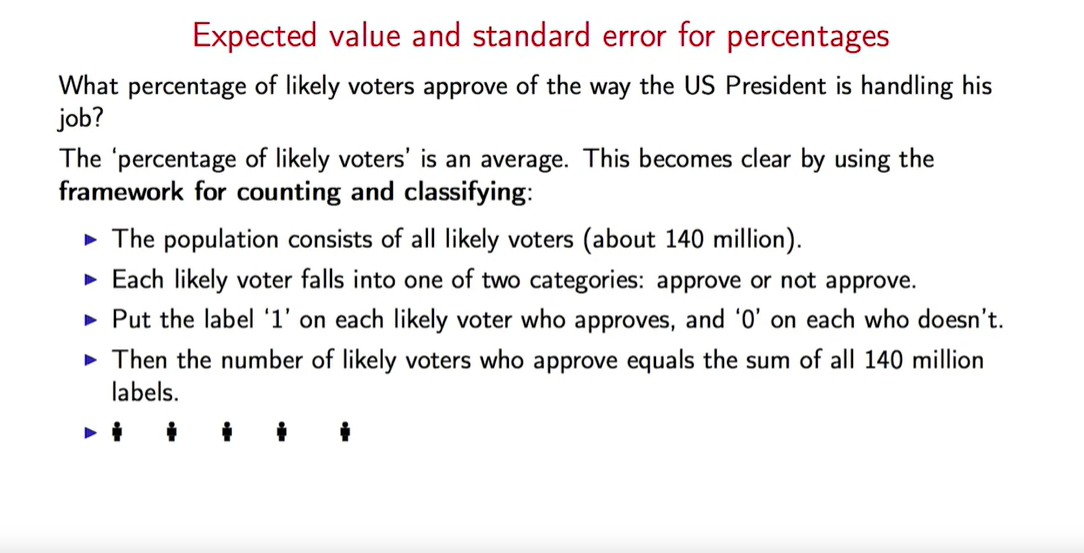 Expected value and standard error for percentages
What percentage of likely voters approve of the way the US President is handling his
job?
The ‘percentage of likely voters’ is an average. This becomes clear by using the
framework for counting and classifying:
▶ The population consists of all likely voters (about 140 million).
▶ Each likely voter falls into one of two categories: approve or not approve.
▶ Put the label ‘1’ on each likely voter who approves, and ‘0’ on each who doesn’t.
▶ Then the number of likely voters who approve equals the sum of all 140 million
labels.